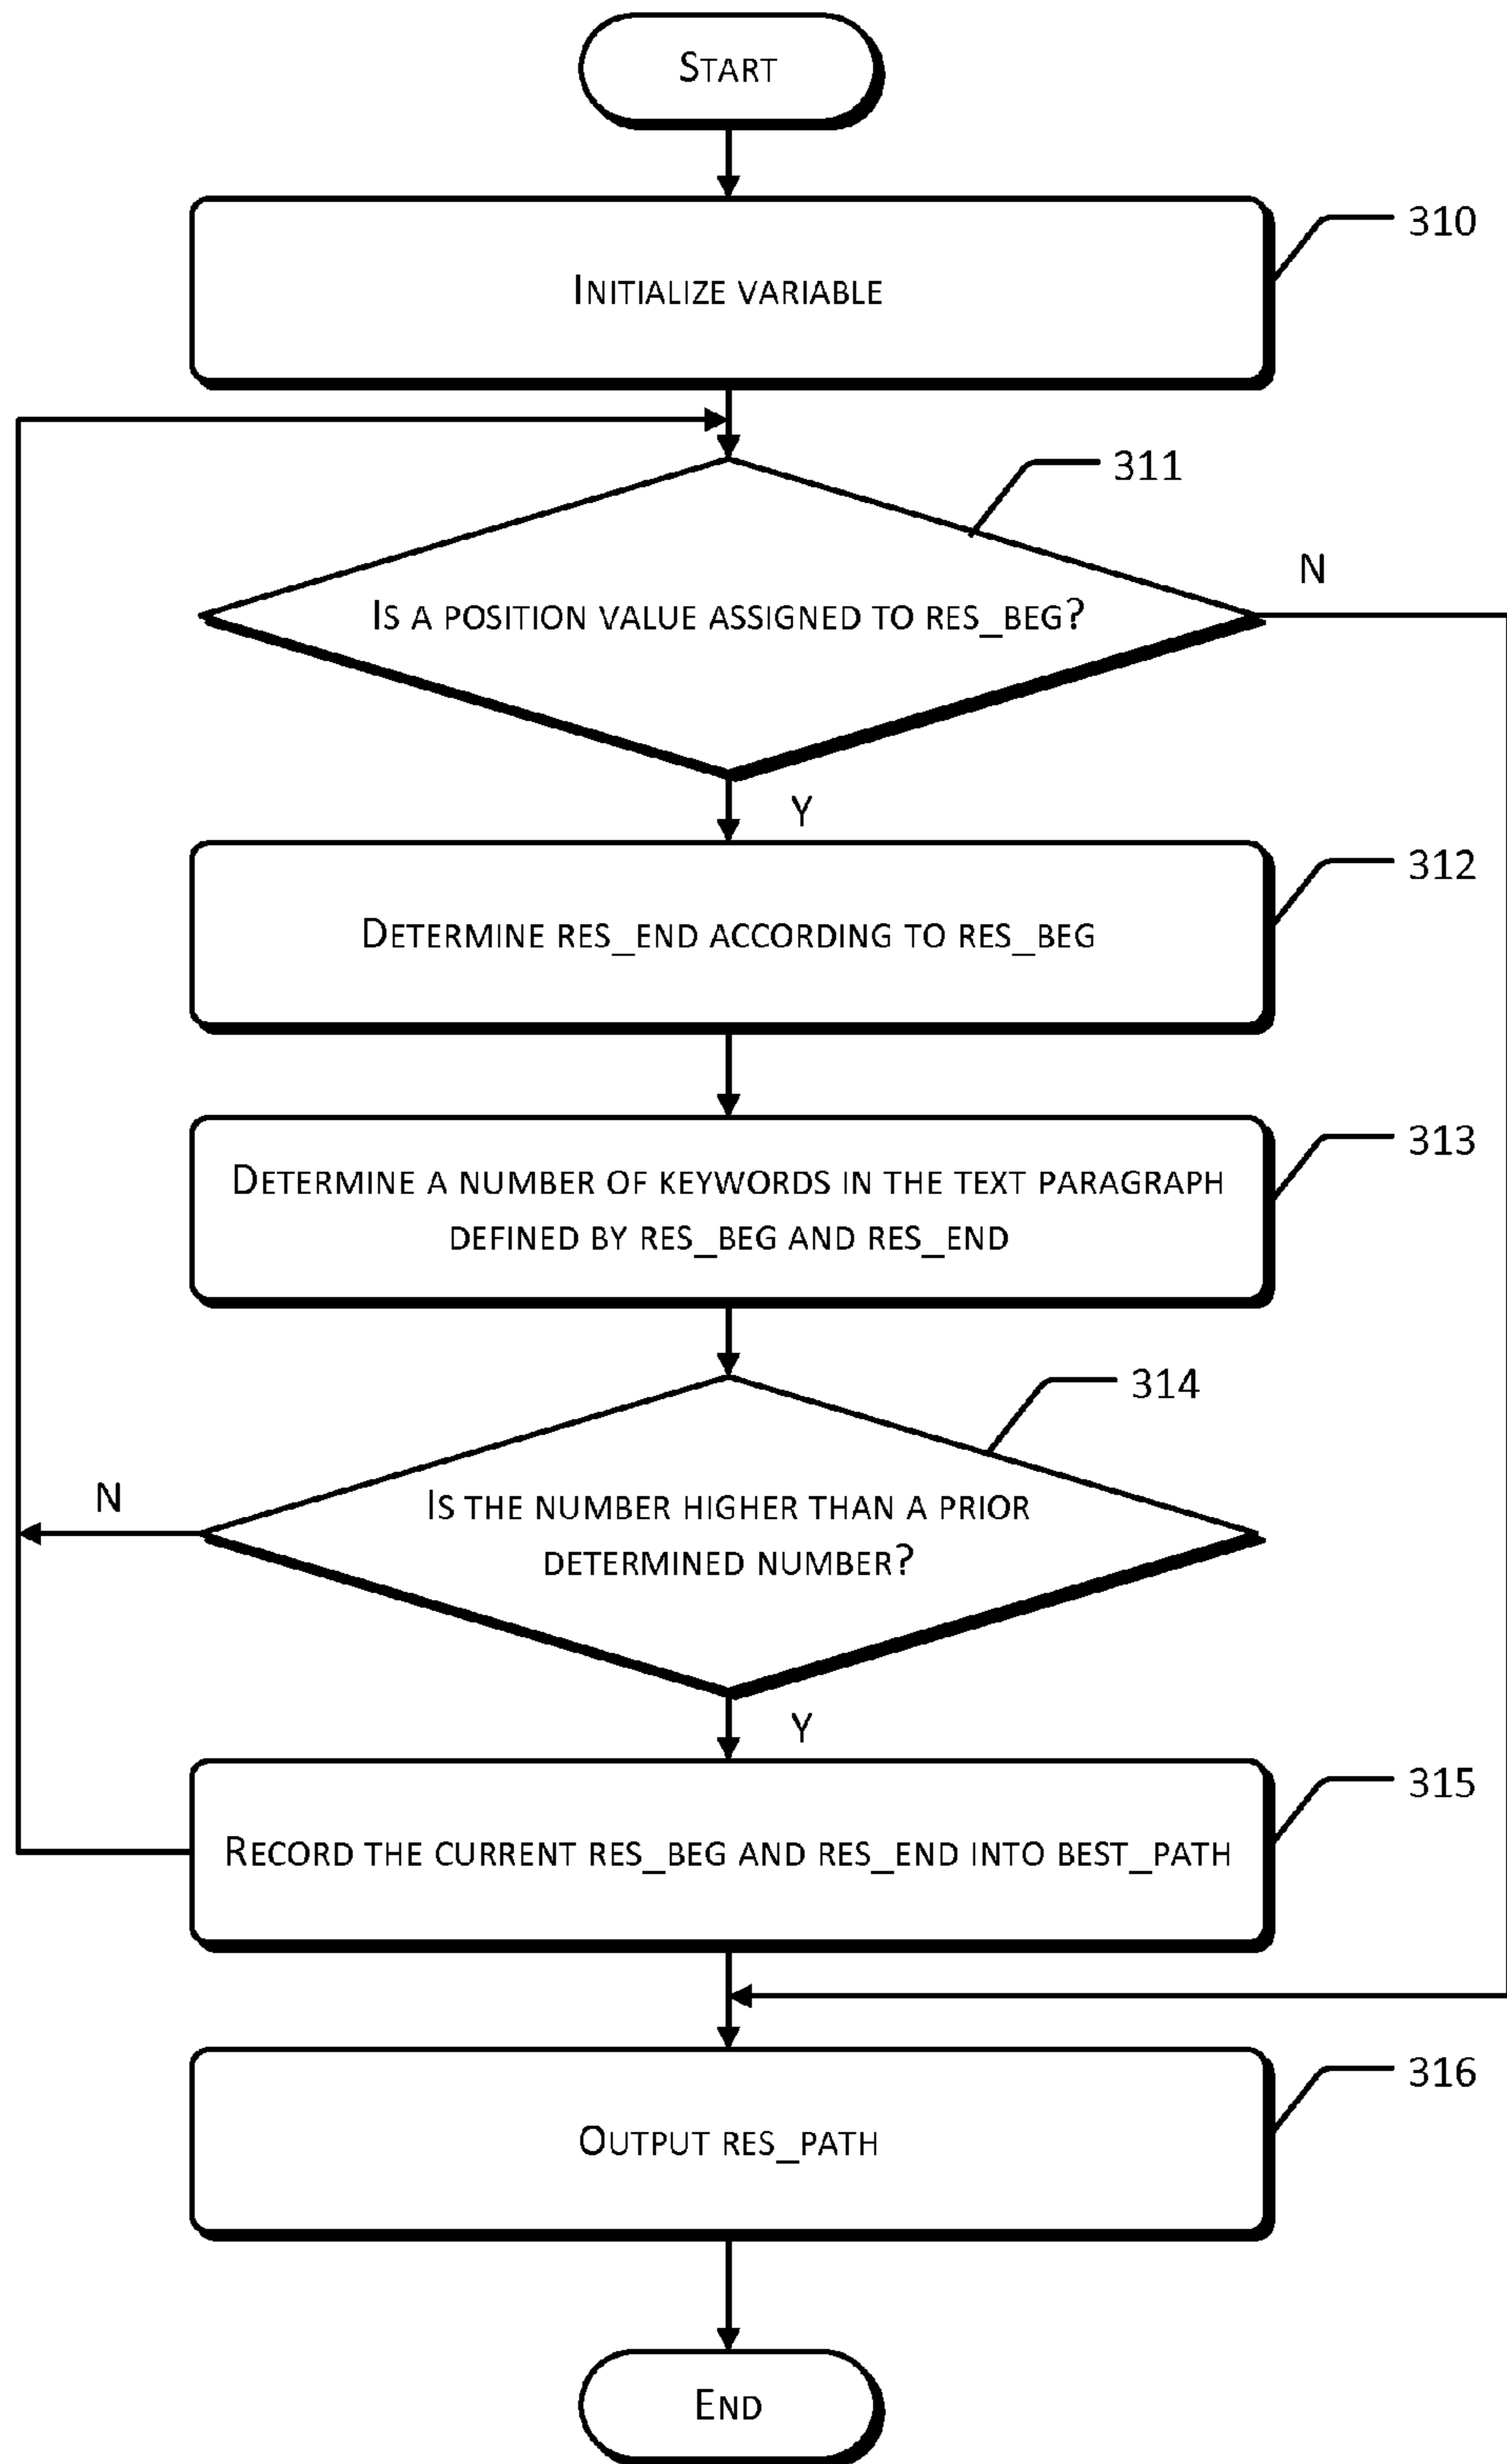 START
310
INITIALIZE VARIABLE
311
N
IS A POSITION VALUE ASSIGNED TO RES_BEG?
Y
312
DETERMINE RES_END ACCORDING TO RES_BEG
313
DETERMINE A NUMBER OF KEYWORDS IN THE TEXT PARAGRAPH
DEFINED BY RES_BEG AND RES_END
314
N
IS THE NUMBER HIGHER THAN A PRIOR
DETERMINED NUMBER?
Y
315
RECORD THE CURRENT RES_BEG AND RES_END INTO BEST_PATH
316
OUTPUT RES_PATH
END